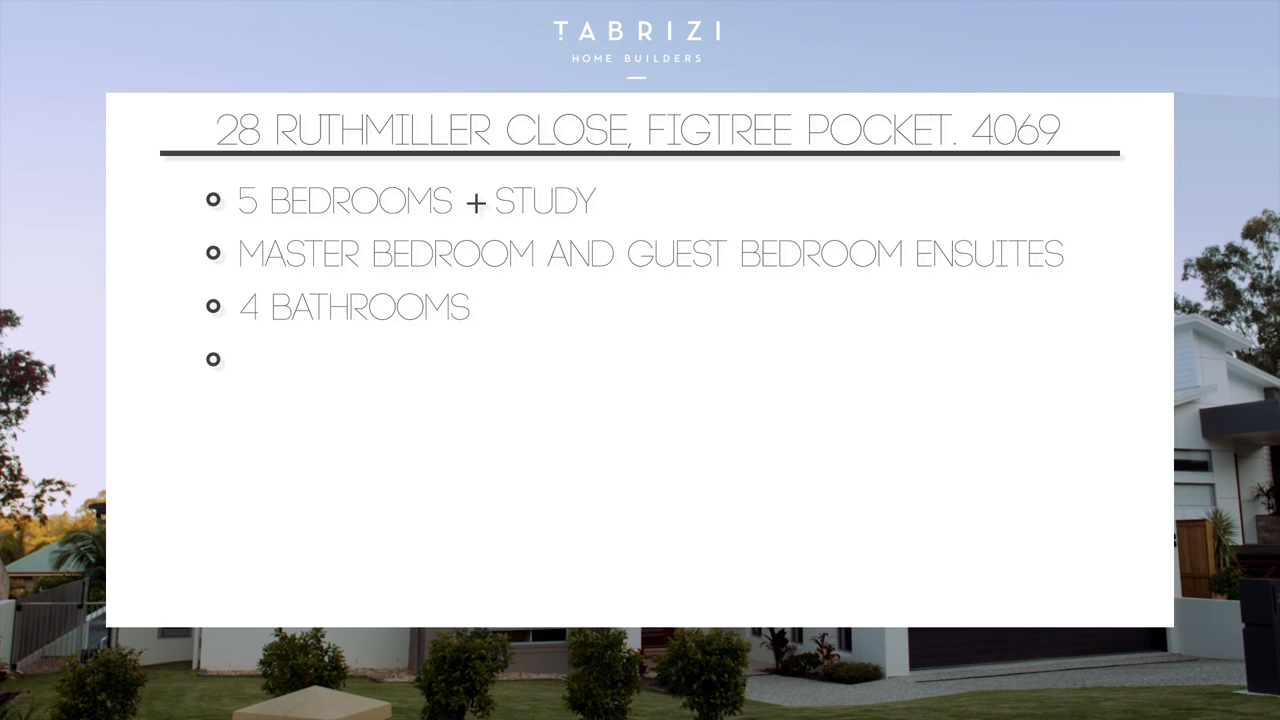 TABRIZI
HOME BUILDERS
28 RUTHMILLER CLOSE, FIGTREE POCKET. 4069
5 BEDROOMS + STUDY
MASTER BEDROOM AND GUEST BEDROOM ENSUITES
4 BATHROOMS